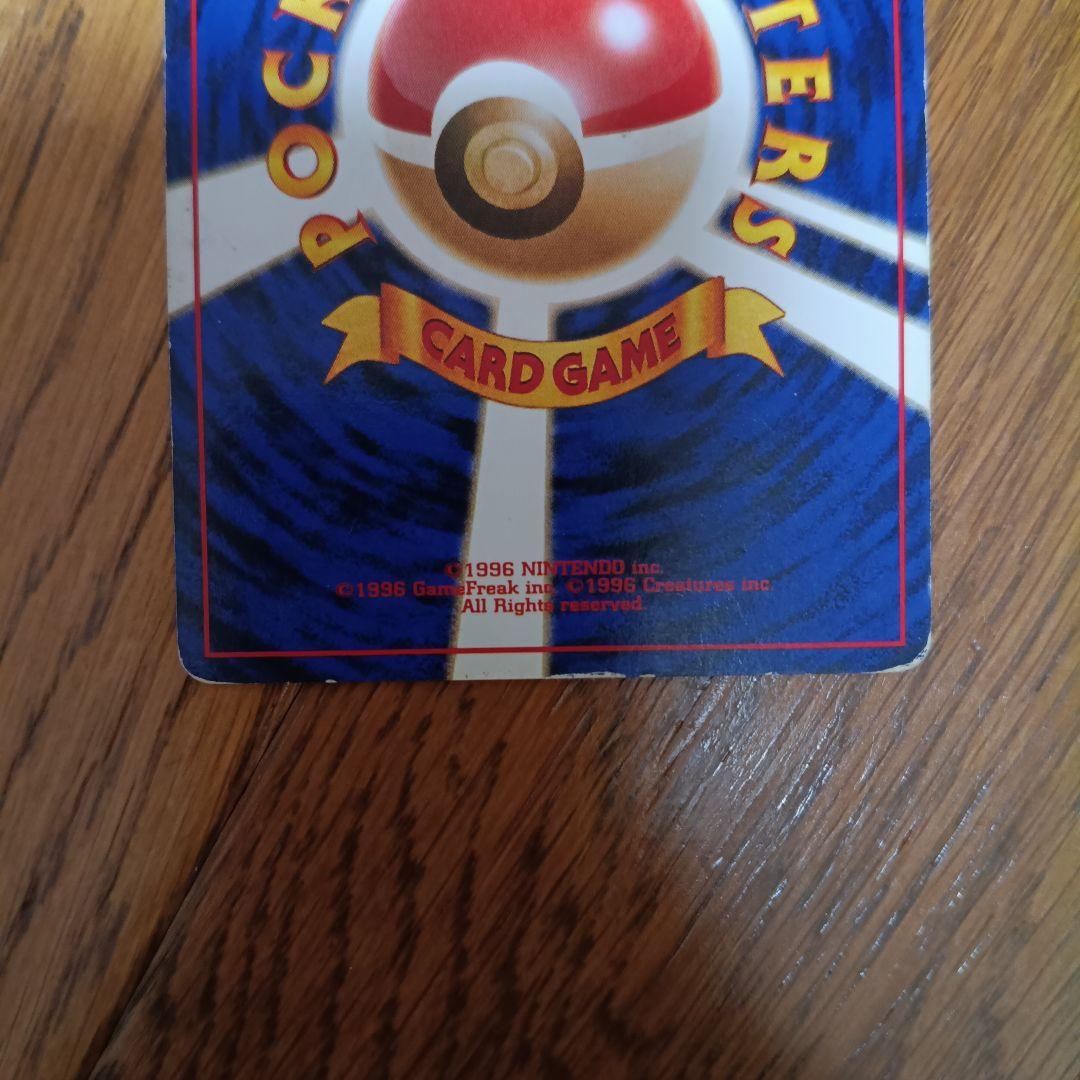 POCK
TERS
CARD GAME
©1996 NINTENDO inc.
©1996 GameFreak inc. ©1996 Creatures inc.
All Rights reserved.